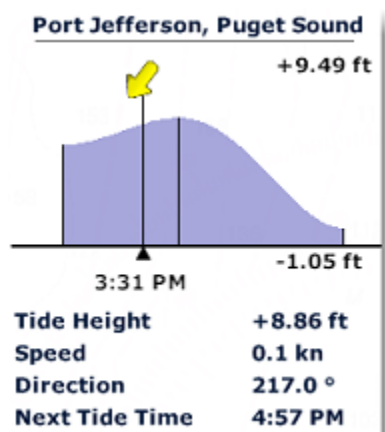 Port Jefferson, Puget Sound
+9.49 ft
-1.05 ft
3:31 PM
Tide Height +8.86 ft
Speed 0.1 kn
Direction 217.0 °
Next Tide Time 4:57 PM